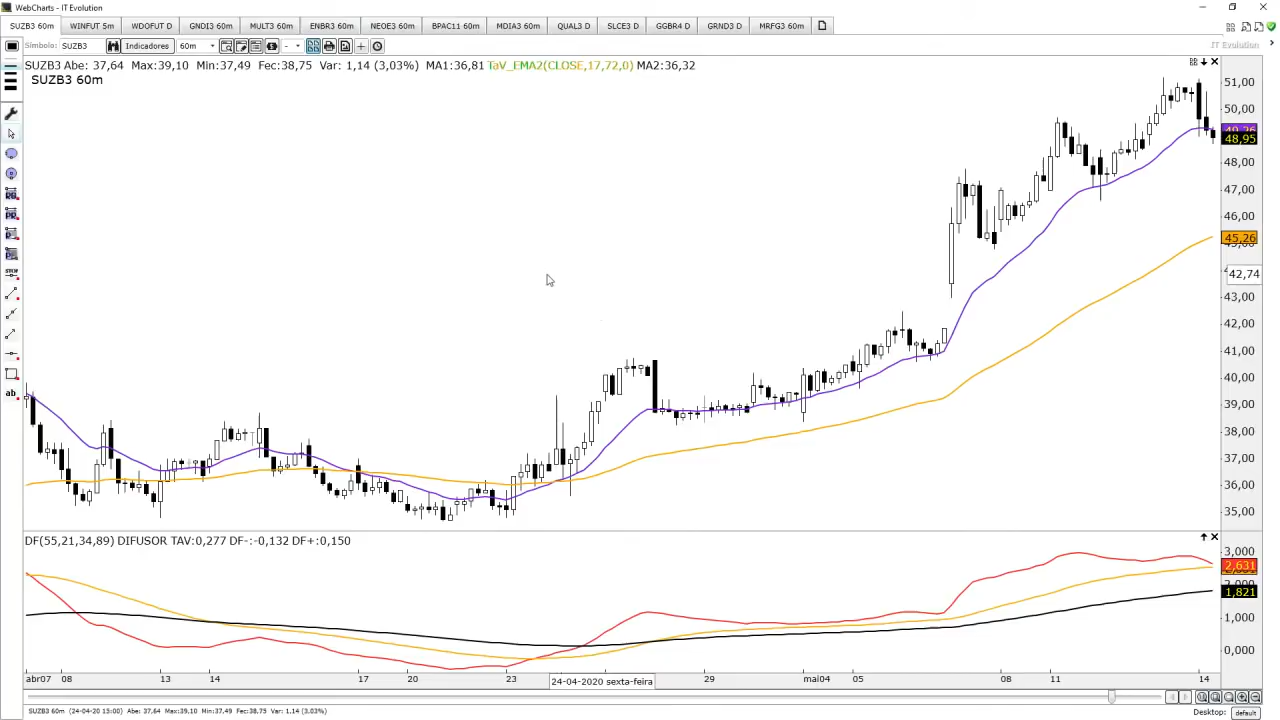 WebCharts - IT Evolution
SUZB3 60m WINFUT 5m WDOFUT D GNDI3 60m MULT3 60m ENBR3 60m NEOE3 60m BPAC11 60m MDIA3 60m QUAL3 D SLCE3 D GGBR4 D GRND3 D MRFG3 60m
Símbolo: SUZB3 Indicadores 60m - IT Evolution
SUZB3 Abe: 37,64 Max:39,10 Min:37,49 Fec:38,75 Var: 1,14 (3,03%) MA1:36,81 TaV_EMA2(CLOSE,17,72,0) MA2:36,32
SUZB3 60m
51,00
50,00
48,95
48,00
47,00
46,00
45,26
42,74
43,00
42,00
41,00
40,00
39,00
38,00
37,00
36,00
35,00
STOP
ab
DF(55,21,34,89) DIFUSOR TAV:0,277 DF-:-0,132 DF+:0,150
3,000
2,631
1,821
1,000
0,000
abr07 08 13 14 17 20 23 24-04-2020 sexta-feira 29 mai04 05 08 11 14
SUZB3 60m (24-04-20 15:00) Abe: 37,64 Max:39,10 Min:37,49 Fec:38,75 Var: 1,14 (3,03%)
Desktop: default